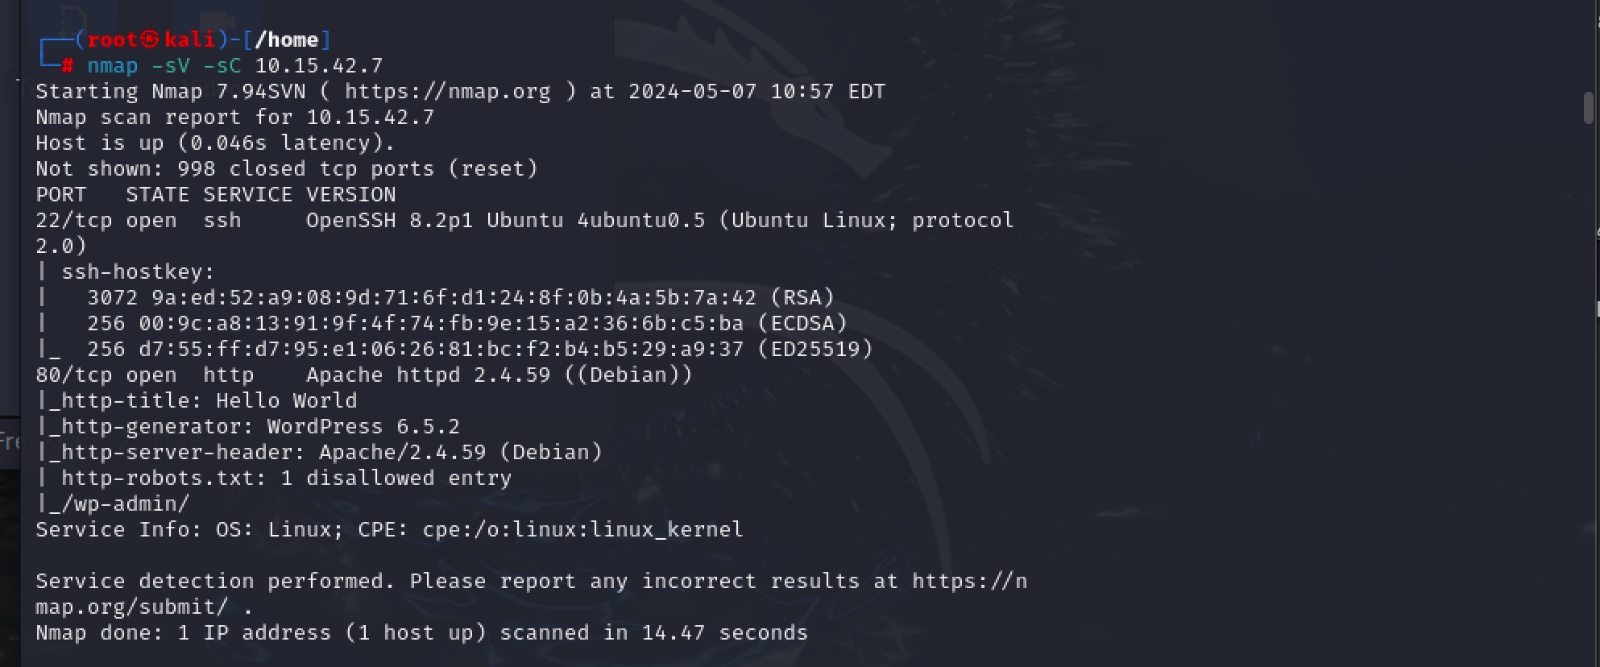 ┌──(root㉿kali)-[/home]
└─# nmap -sV -sC 10.15.42.7
Starting Nmap 7.94SVN ( https://nmap.org ) at 2024-05-07 10:57 EDT
Nmap scan report for 10.15.42.7
Host is up (0.046s latency).
Not shown: 998 closed tcp ports (reset)
PORT   STATE SERVICE VERSION
22/tcp open  ssh     OpenSSH 8.2p1 Ubuntu 4ubuntu0.5 (Ubuntu Linux; protocol
2.0)
| ssh-hostkey:
|   3072 9a:ed:52:a9:08:9d:71:6f:d1:24:8f:0b:4a:5b:7a:42 (RSA)
|   256 00:9c:a8:13:91:9f:4f:74:fb:9e:15:a2:36:6b:c5:ba (ECDSA)
|_  256 d7:55:ff:d7:95:e1:06:26:81:bc:f2:b4:b5:29:a9:37 (ED25519)
80/tcp open  http    Apache httpd 2.4.59 ((Debian))
|_http-title: Hello World
|_http-generator: WordPress 6.5.2
|_http-server-header: Apache/2.4.59 (Debian)
| http-robots.txt: 1 disallowed entry
|_/wp-admin/
Service Info: OS: Linux; CPE: cpe:/o:linux:linux_kernel

Service detection performed. Please report any incorrect results at https://n
map.org/submit/ .
Nmap done: 1 IP address (1 host up) scanned in 14.47 seconds